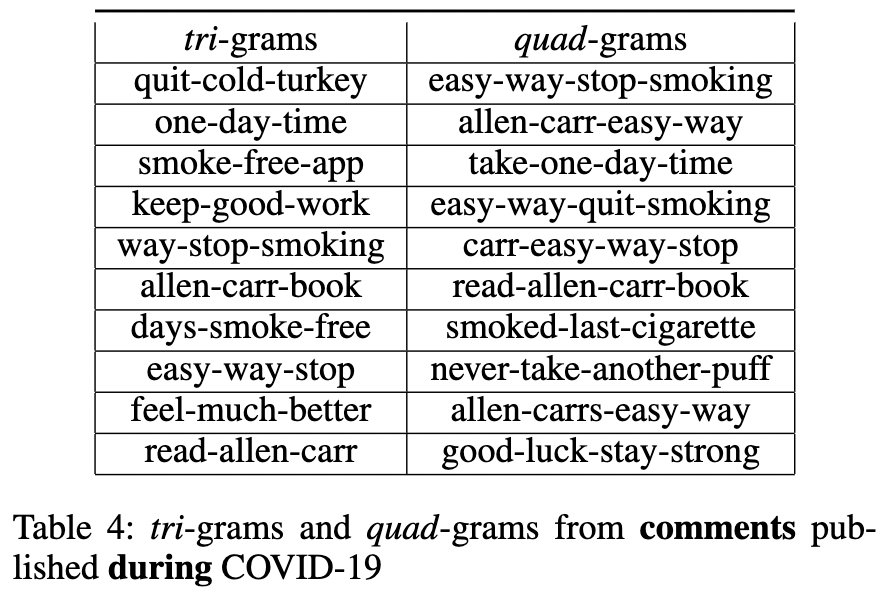 tri-grams quad-grams
quit-cold-turkey easy-way-stop-smoking
one-day-time allen-carr-easy-way
smoke-free-app take-one-day-time
keep-good-work easy-way-quit-smoking
way-stop-smoking carr-easy-way-stop
allen-carr-book read-allen-carr-book
days-smoke-free smoked-last-cigarette
easy-way-stop never-take-another-puff
feel-much-better allen-carrs-easy-way
read-allen-carr good-luck-stay-strong
Table 4: tri-grams and quad-grams from comments pub-
lished during COVID-19